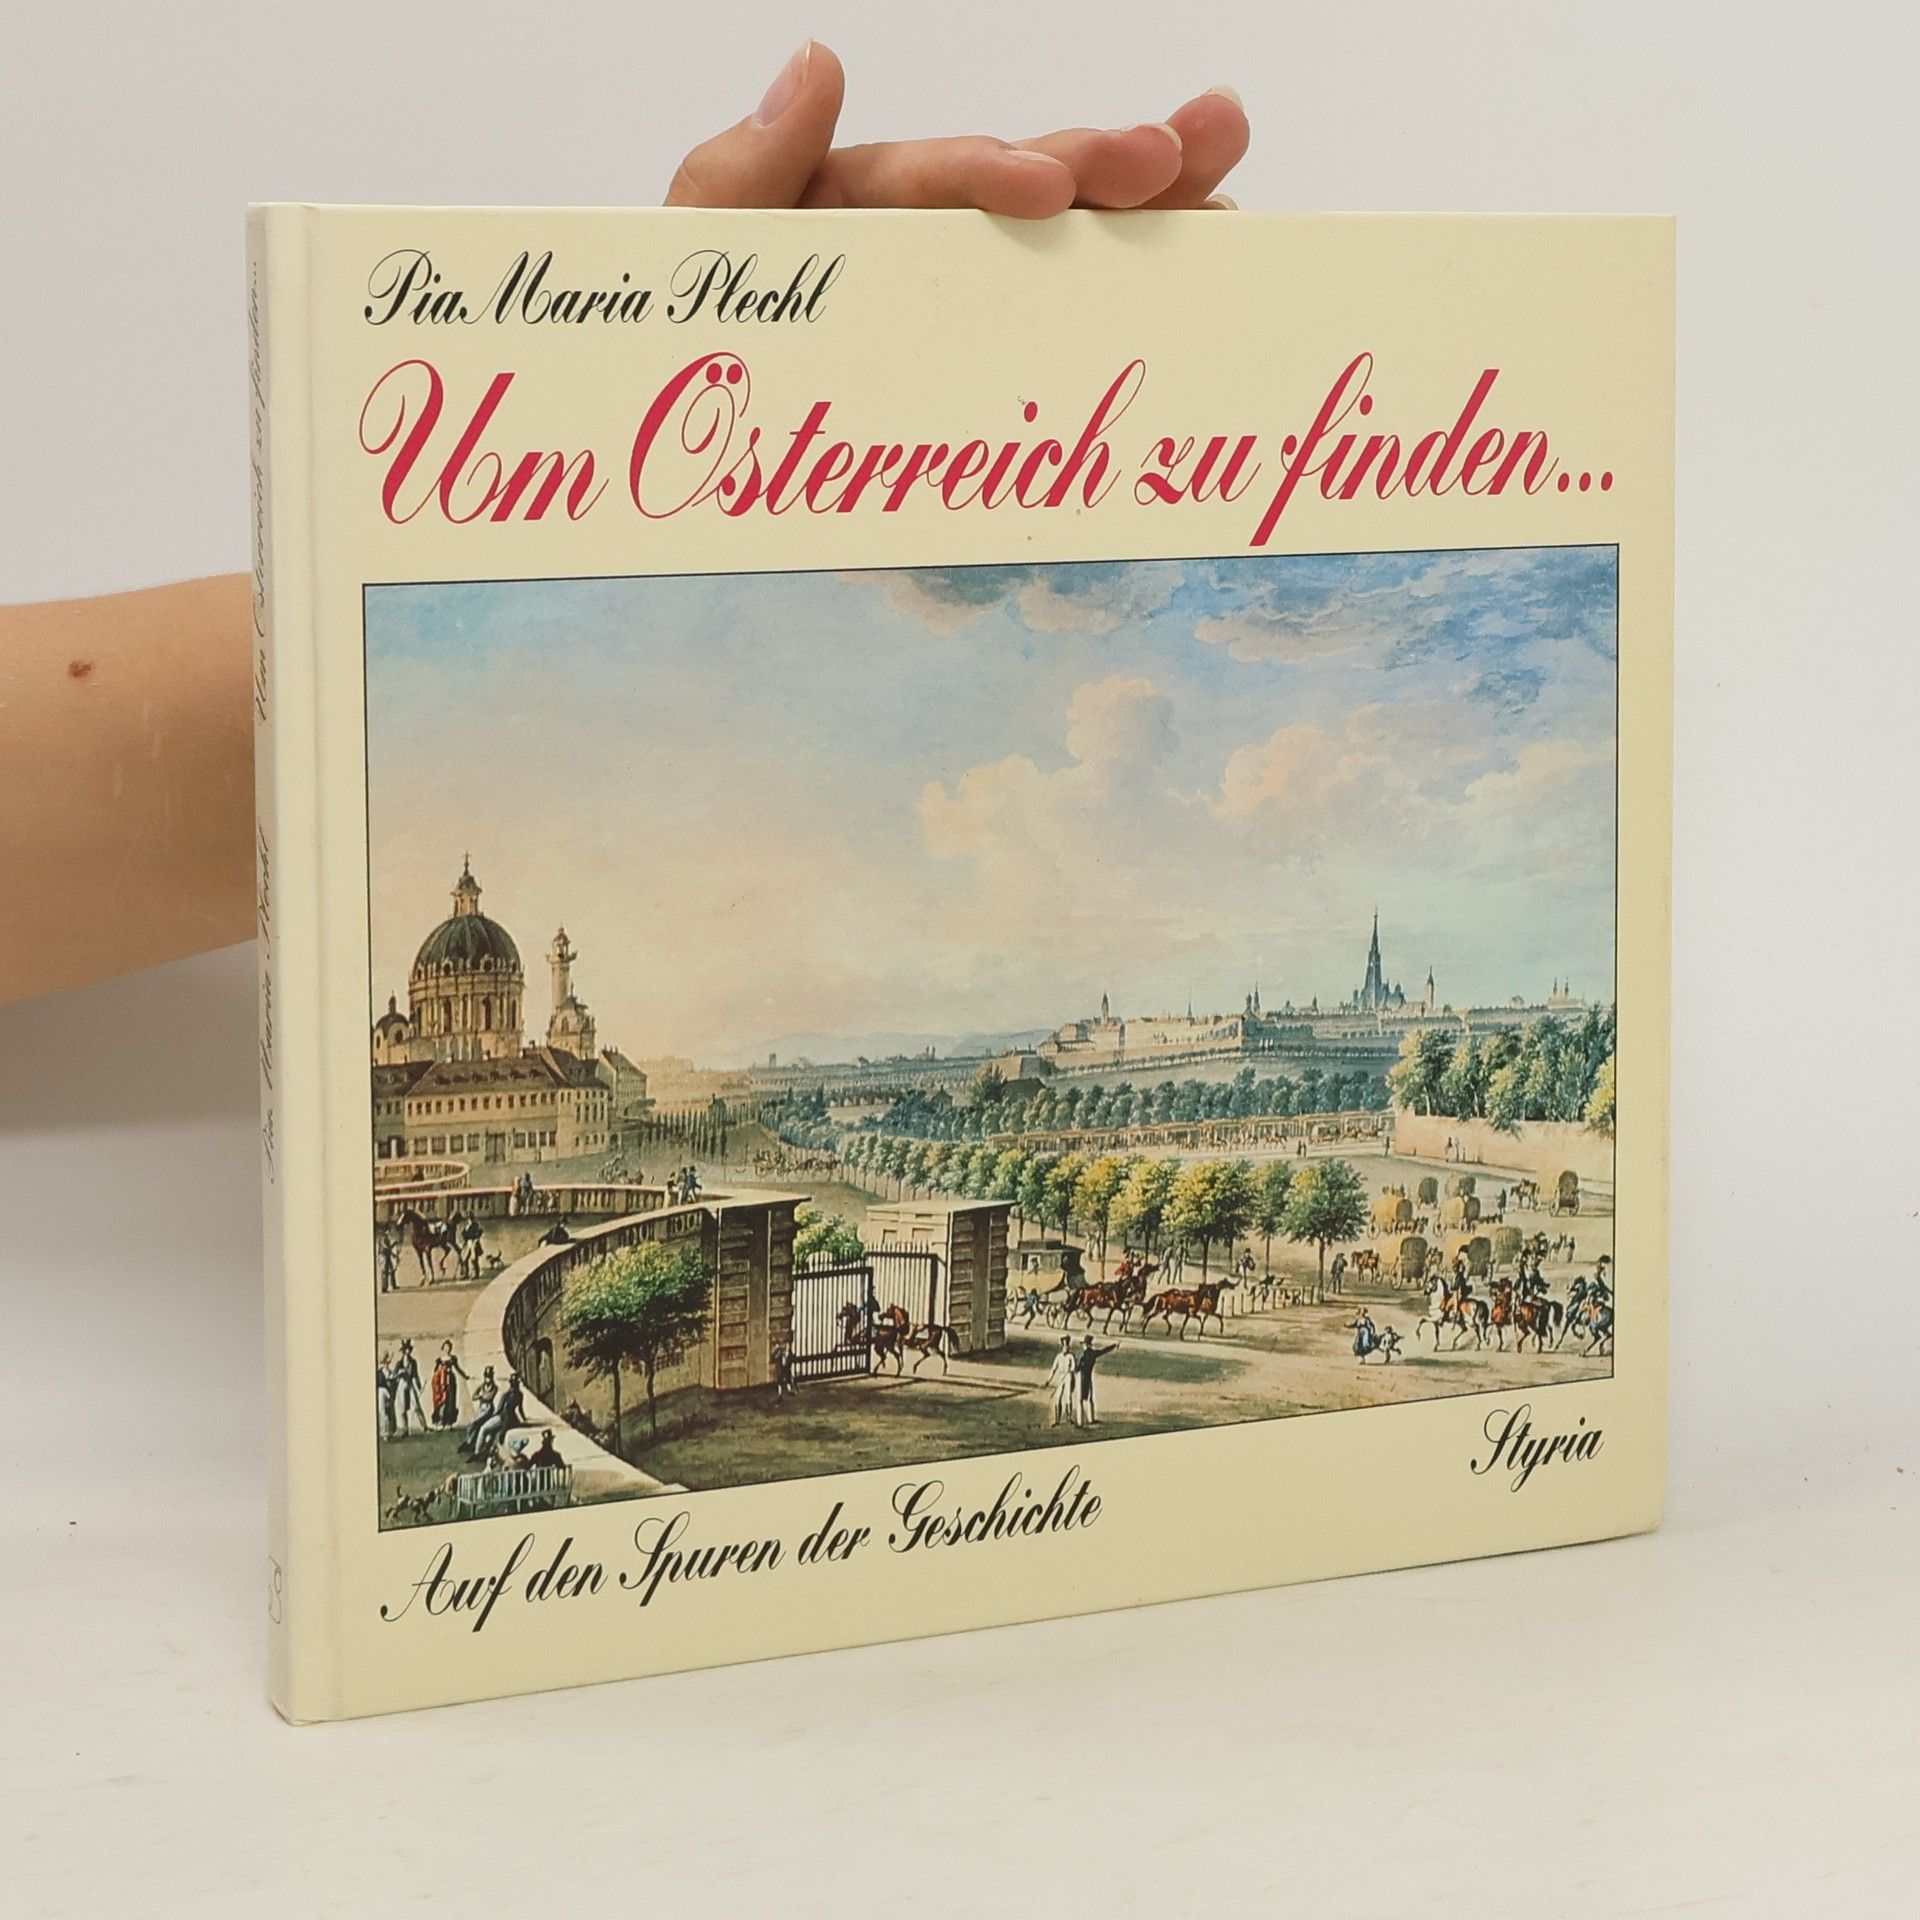 Pia Maria Plechl
Um Österreich zu finden...
Auf den Spuren der Geschichte
Styria
Pia Maria Plechl Um Österreich zu finden...